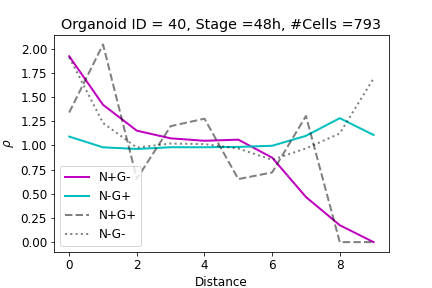 Organoid ID = 40, Stage =48h, #Cells =793
2.00
1.75
1.50
1.25
1.00
0.75
0.50
0.25
0.00
ρ
N+G-
N-G+
N+G+
N-G-
0 2 4 6 8
Distance